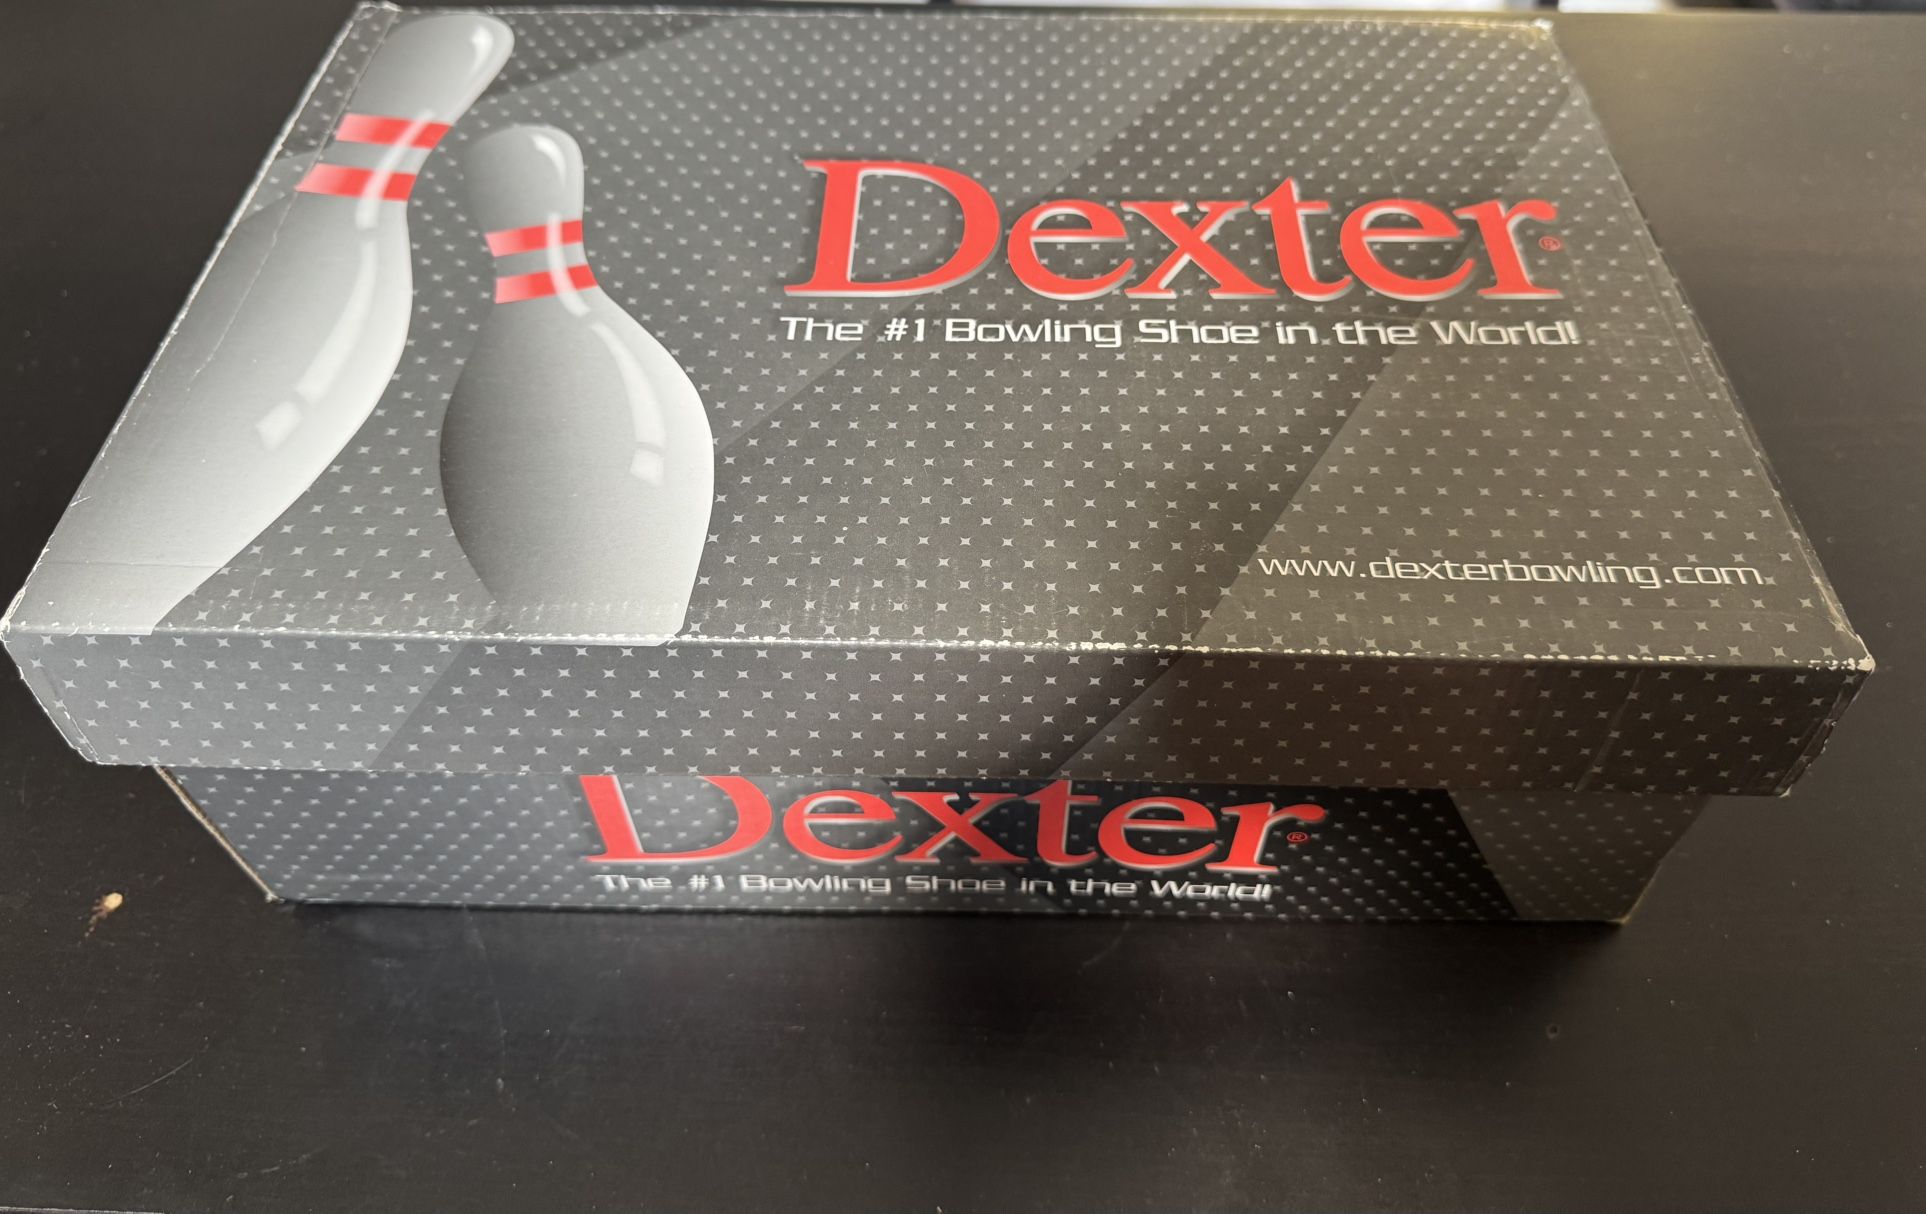 Dexter®
The #1 Bowling Shoe in the World!
www.dexterbowling.com
Dexter®
The #1 Bowling Shoe in the World!